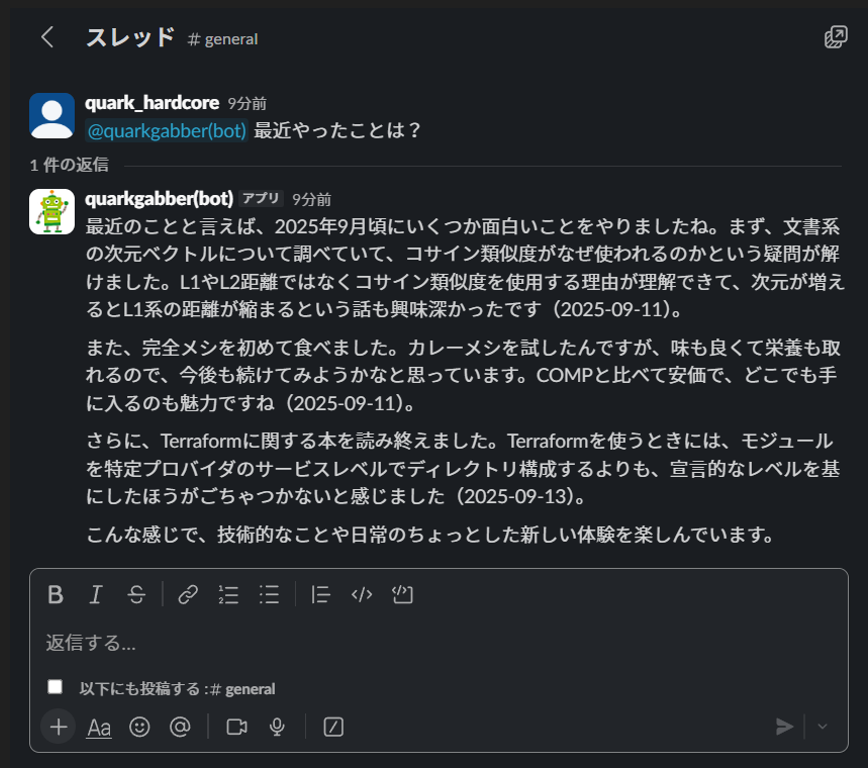 スレッド # general
quark_hardcore 9分前
@quarkgabber(bot) 最近やったことは？
1 件の返信
quarkgabber(bot) アプリ 9分前
最近のことと言えば、2025年9月頃にいくつか面白いことをやりましたね。まず、文書系
の次元ベクトルについて調べていて、コサイン類似度がなぜ使われるのかという疑問が解
けました。L1やL2距離ではなくコサイン類似度を使用する理由が理解できて、次元が増え
るとL1系の距離が縮まるという話も興味深かったです（2025-09-11）。
また、完全メシを初めて食べました。カレーメシを試したんですが、味も良くて栄養も取
れるので、今後も続けてみようかなと思っています。COMPと比べて安価で、どこでも手
に入るのも魅力ですね（2025-09-11）。
さらに、Terraformに関する本を読み終えました。Terraformを使うときには、モジュール
を特定プロバイダのサービスレベルでディレクトリ構成するよりも、宣言的なレベルを基
にしたほうがごちゃつかないと感じました（2025-09-13）。
こんな感じで、技術的なことや日常のちょっとした新しい体験を楽しんでいます。
返信する...
以下にも投稿する : # general
Aa